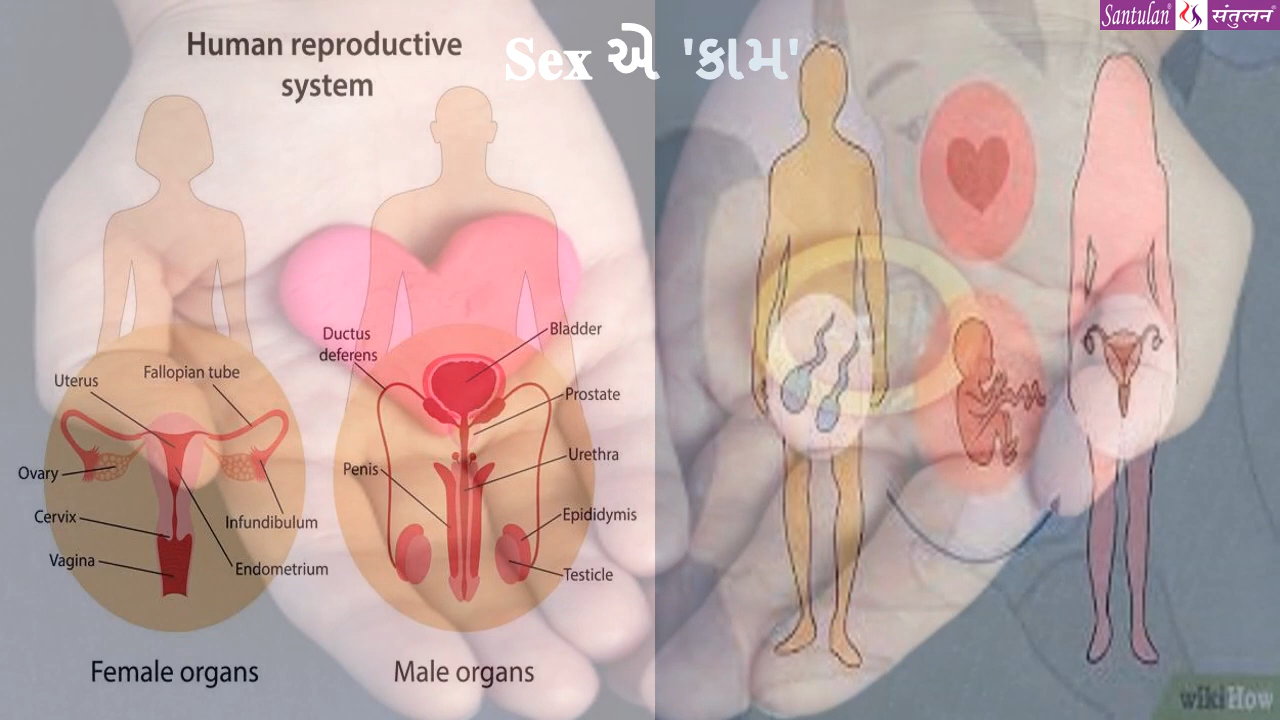 Santulan® संतुलन®
Sex એ 'કામ'
Human reproductive
system
Ductus
deferens
Bladder
Prostate
Urethra
Penis
Epididymis
Testicle
Uterus
Fallopian tube
Ovary
Cervix
Vagina
Infundibulum
Endometrium
Female organs
Male organs
wikiHow